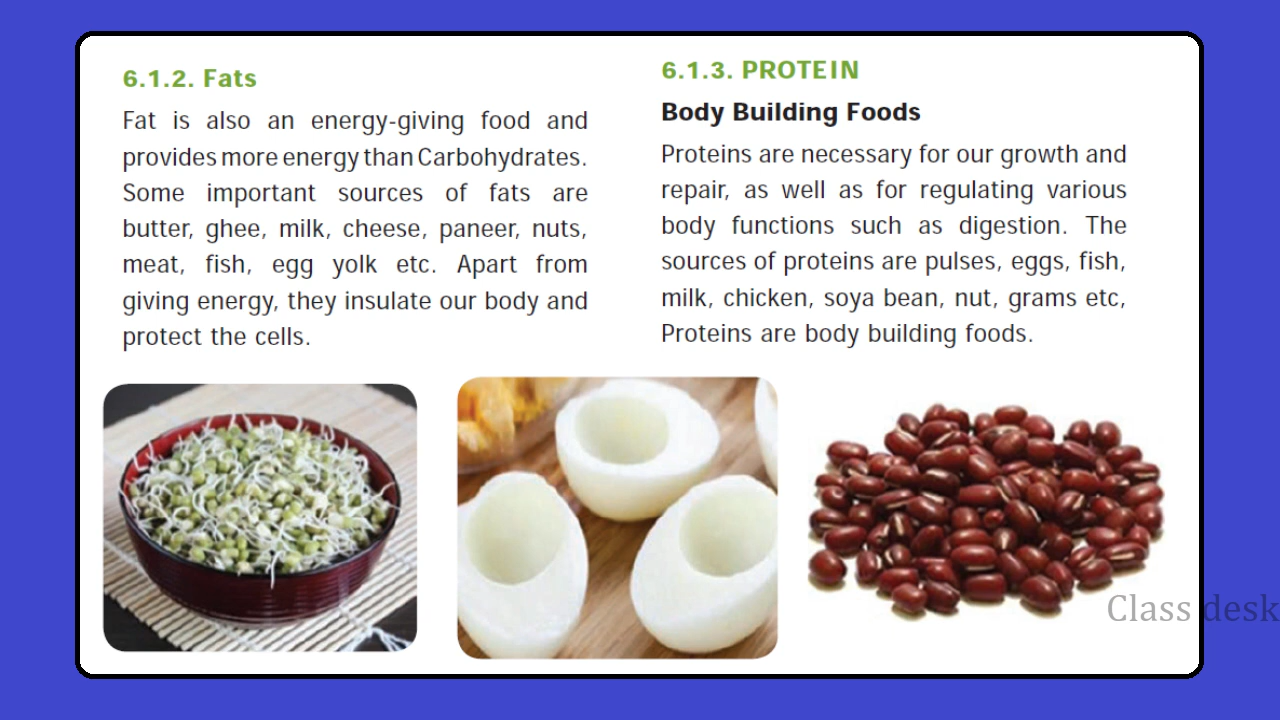 6.1.2. Fats
Fat is also an energy-giving food and
provides more energy than Carbohydrates.
Some important sources of fats are
butter, ghee, milk, cheese, paneer, nuts,
meat, fish, egg yolk etc. Apart from
giving energy, they insulate our body and
protect the cells.
6.1.3. PROTEIN
Body Building Foods
Proteins are necessary for our growth and
repair, as well as for regulating various
body functions such as digestion. The
sources of proteins are pulses, eggs, fish,
milk, chicken, soya bean, nut, grams etc,
Proteins are body building foods.
Class desk